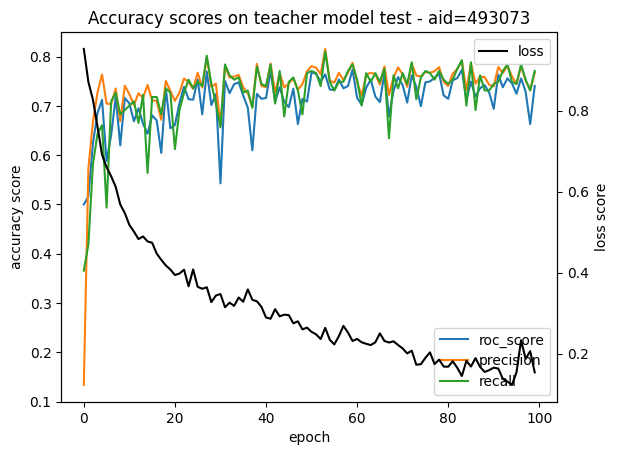 Accuracy scores on teacher model test - aid=493073
loss
accuracy score
0.8
0.7
0.6
0.5
0.4
0.3
0.2
0.1
0.8
0.6
0.4
0.2
loss score
roc_score
precision
recall
0
20
40
60
80
100
epoch